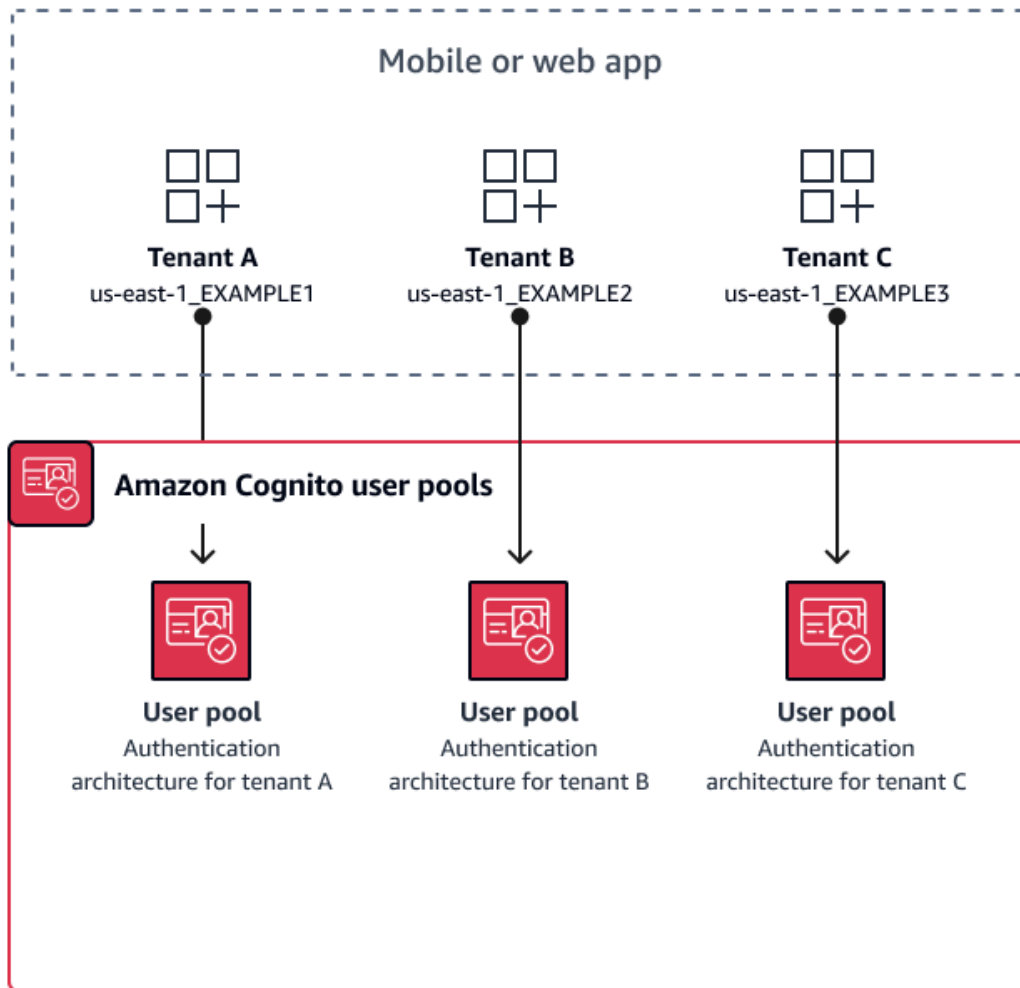 Mobile or web app
Tenant A
Tenant B
Tenant C
us-east-1_EXAMPLE1
us-east-1_EXAMPLE2
us-east-1_EXAMPLE3
Amazon Cognito user pools
User pool
User pool
User pool
Authentication
Authentication
Authentication
architecture for tenant A
architecture for tenant B
architecture for tenant C